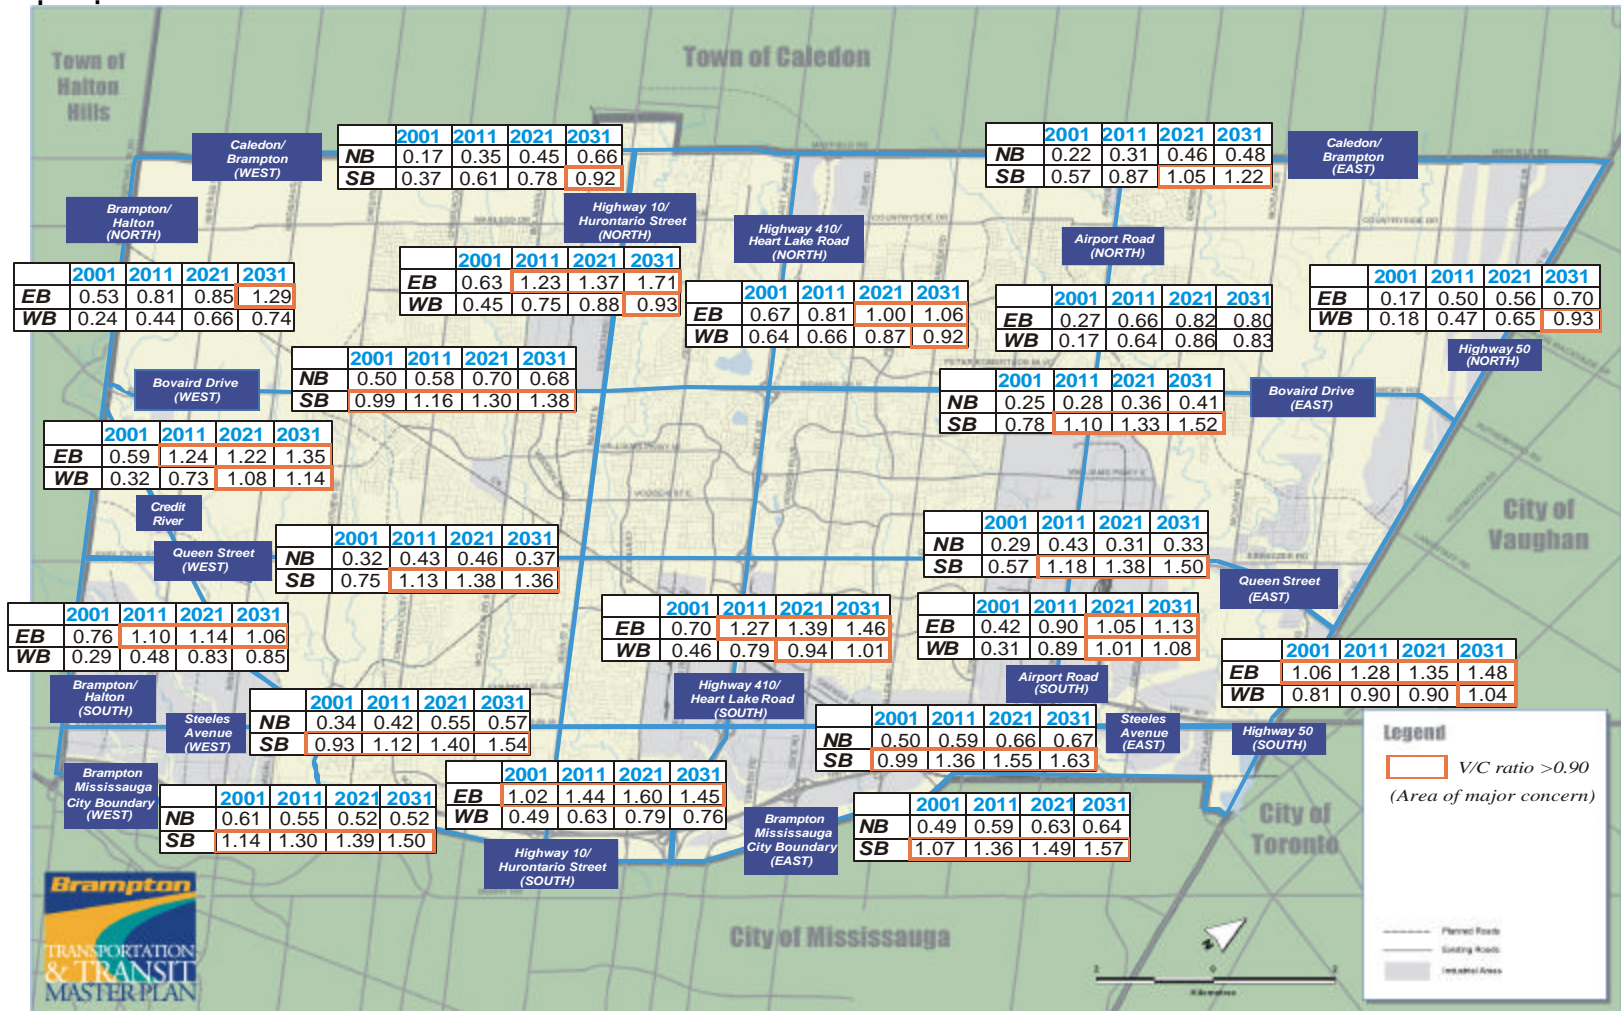 Town of
Halton
Hills
Town of Caledon
Caledon/
Brampton
(WEST)
2001 2011 2021 2031
NB 0.17 0.35 0.45 0.66
SB 0.37 0.61 0.78 0.92
2001 2011 2021 2031
NB 0.22 0.31 0.46 0.48
SB 0.57 0.87 1.05 1.22
Caledon/
Brampton
(EAST)
Brampton/
Halton
(NORTH)
Highway 10/
Hurontario Street
(NORTH)
Highway 410/
Heart Lake Road
(NORTH)
Airport Road
(NORTH)
2001 2011 2021 2031
EB 0.53 0.81 0.85 1.29
WB 0.24 0.44 0.66 0.74
2001 2011 2021 2031
EB 0.63 1.23 1.37 1.71
WB 0.45 0.75 0.88 0.93
2001 2011 2021 2031
EB 0.67 0.81 1.00 1.06
WB 0.64 0.66 0.87 0.92
2001 2011 2021 2031
EB 0.27 0.66 0.82 0.80
WB 0.17 0.64 0.86 0.83
2001 2011 2021 2031
EB 0.17 0.50 0.56 0.70
WB 0.18 0.47 0.65 0.93
Highway 50
(NORTH)
Bovaird Drive
(WEST)
2001 2011 2021 2031
NB 0.50 0.58 0.70 0.68
SB 0.99 1.16 1.30 1.38
2001 2011 2021 2031
NB 0.25 0.28 0.36 0.41
SB 0.78 1.10 1.33 1.52
Bovaird Drive
(EAST)
2001 2011 2021 2031
EB 0.59 1.24 1.22 1.35
WB 0.32 0.73 1.08 1.14
Credit
River
City of
Vaughan
Queen Street
(WEST)
2001 2011 2021 2031
NB 0.32 0.43 0.46 0.37
SB 0.75 1.13 1.38 1.36
2001 2011 2021 2031
NB 0.29 0.43 0.31 0.33
SB 0.57 1.18 1.38 1.50
Queen Street
(EAST)
2001 2011 2021 2031
EB 0.76 1.10 1.14 1.06
WB 0.29 0.48 0.83 0.85
2001 2011 2021 2031
EB 0.70 1.27 1.39 1.46
WB 0.46 0.79 0.94 1.01
2001 2011 2021 2031
EB 0.42 0.90 1.05 1.13
WB 0.31 0.89 1.01 1.08
2001 2011 2021 2031
EB 1.06 1.28 1.35 1.48
WB 0.81 0.90 0.90 1.04
Brampton/
Halton
(SOUTH)
Highway 410/
Heart Lake Road
(SOUTH)
Airport Road
(SOUTH)
Steeles
Avenue
(WEST)
2001 2011 2021 2031
NB 0.34 0.42 0.55 0.57
SB 0.93 1.12 1.40 1.54
2001 2011 2021 2031
NB 0.50 0.59 0.66 0.67
SB 0.99 1.36 1.55 1.63
Steeles
Avenue
(EAST)
Highway 50
(SOUTH)
Legend
V/C ratio >0.90
(Area of major concern)
Planned Roads
Existing Roads
Industrial Areas
Brampton
Mississauga
City Boundary
(WEST)
2001 2011 2021 2031
NB 0.61 0.55 0.52 0.52
SB 1.14 1.30 1.39 1.50
2001 2011 2021 2031
EB 1.02 1.44 1.60 1.45
WB 0.49 0.63 0.79 0.76
Highway 10/
Hurontario Street
(SOUTH)
Brampton
Mississauga
City Boundary
(EAST)
2001 2011 2021 2031
NB 0.49 0.59 0.63 0.64
SB 1.07 1.36 1.49 1.57
City of
Toronto
City of Mississauga
Brampton
TRANSPORTATION
& TRANSIT
MASTER PLAN
N
2 0 2
Kilometres